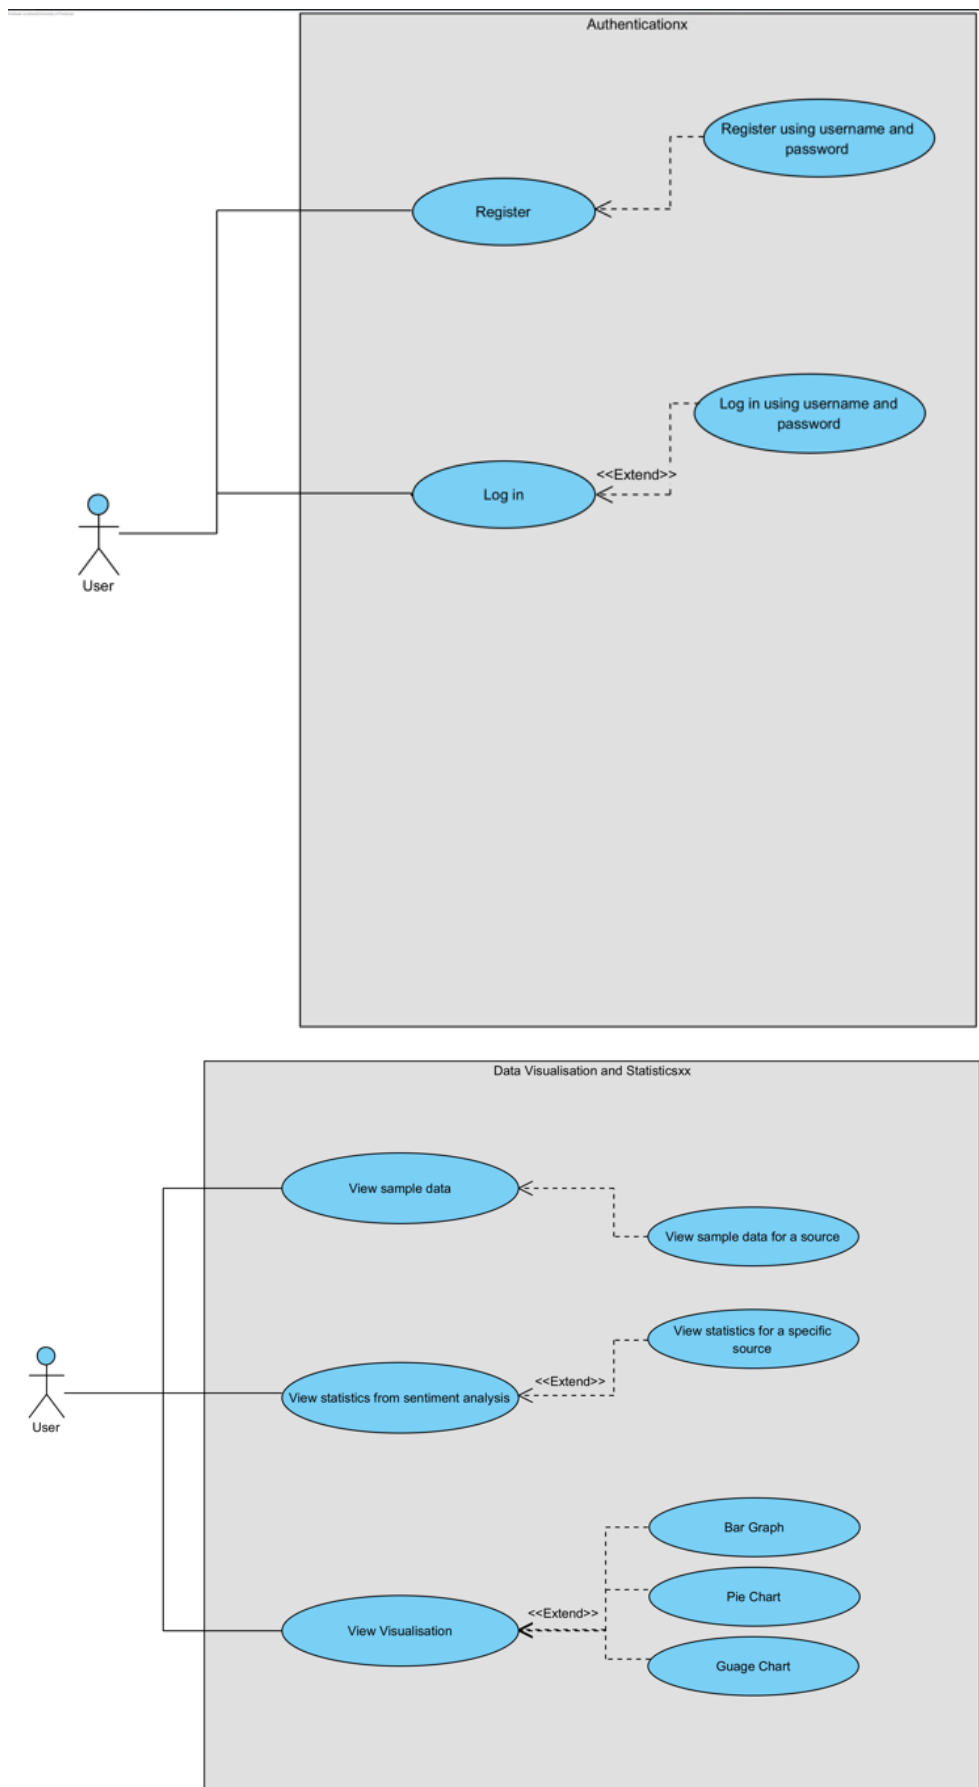 Authenticationx
Register using username and
password
Register
Log in using username and
password
<<Extend>>
Log in
User
Data Visualisation and Statisticsxx
View sample data
View sample data for a source
View statistics for a specific
source
<<Extend>>
View statistics from sentiment analysis
User
Bar Graph
Pie Chart
<<Extend>>
View Visualisation
Guage Chart